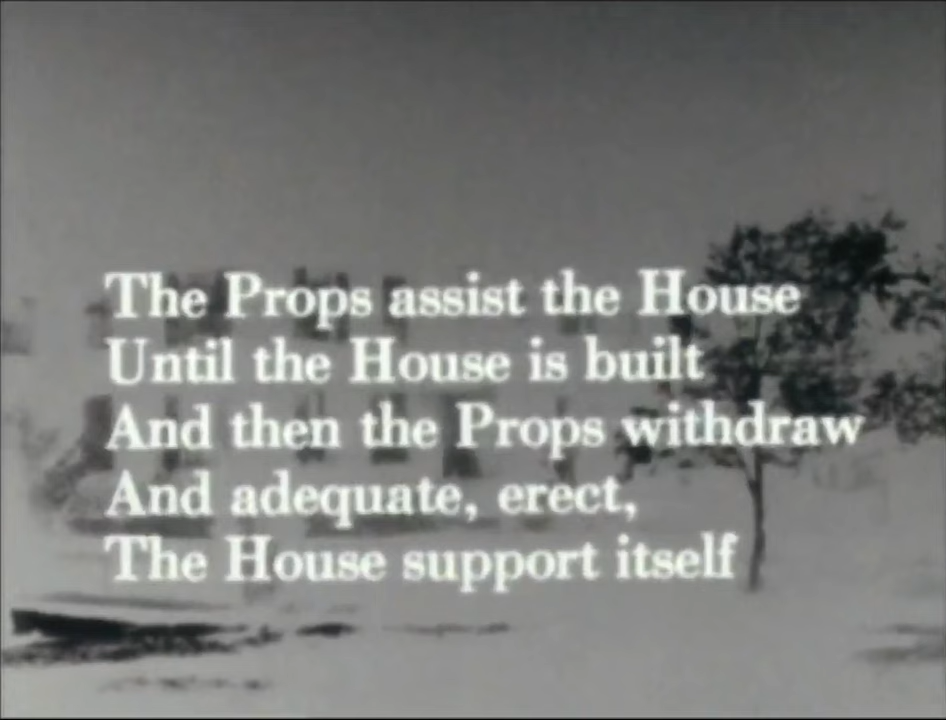 The Props assist the House
Until the House is built
And then the Props withdraw
And adequate, erect,
The House support itself